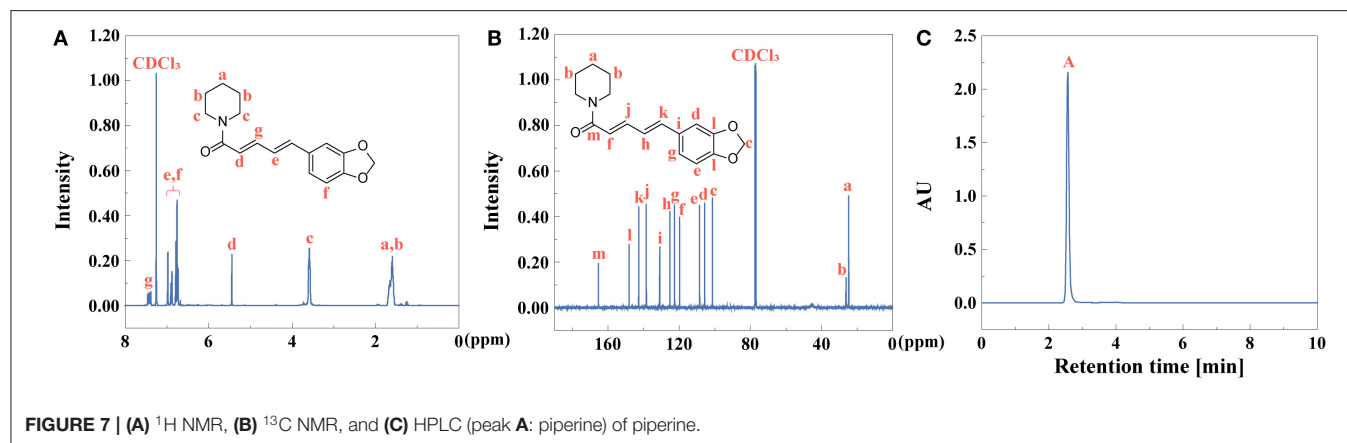 A
1.20
1.00
0.80
0.60
0.40
0.20
0.00
Intensity
8
6
4
2
0 (ppm)
CDCl₃
a
b
b
c
c
N
O
g
d
e
f
O
O
e,f
g
d
c
a,b
B
1.20
1.00
0.80
0.60
0.40
0.20
0.00
Intensity
160
120
80
40
0 (ppm)
CDCl₃
a
b
b
N
O
m
j
k
f
h
i
d
l
g
l
e
O
O
c
m
l
k
j
i
h
g
f
e
d
c
b
a
C
2.5
2.0
1.5
1.0
0.5
0.0
AU
A
0
2
4
6
8
10
Retention time [min]
FIGURE 7 | (A) ¹H NMR, (B) ¹³C NMR, and (C) HPLC (peak A: piperine) of piperine.